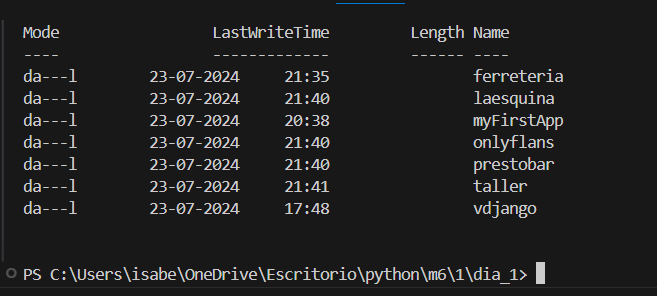 Mode LastWriteTime Length Name
---- ------------- ------ ----
da---l 23-07-2024 21:35 ferreteria
da---l 23-07-2024 21:40 laesquina
da---l 23-07-2024 20:38 myFirstApp
da---l 23-07-2024 21:40 onlyflans
da---l 23-07-2024 21:40 prestobar
da---l 23-07-2024 21:41 taller
da---l 23-07-2024 17:48 vdjango
PS C:\Users\isabe\OneDrive\Escritorio\python\m6\1\dia_1>